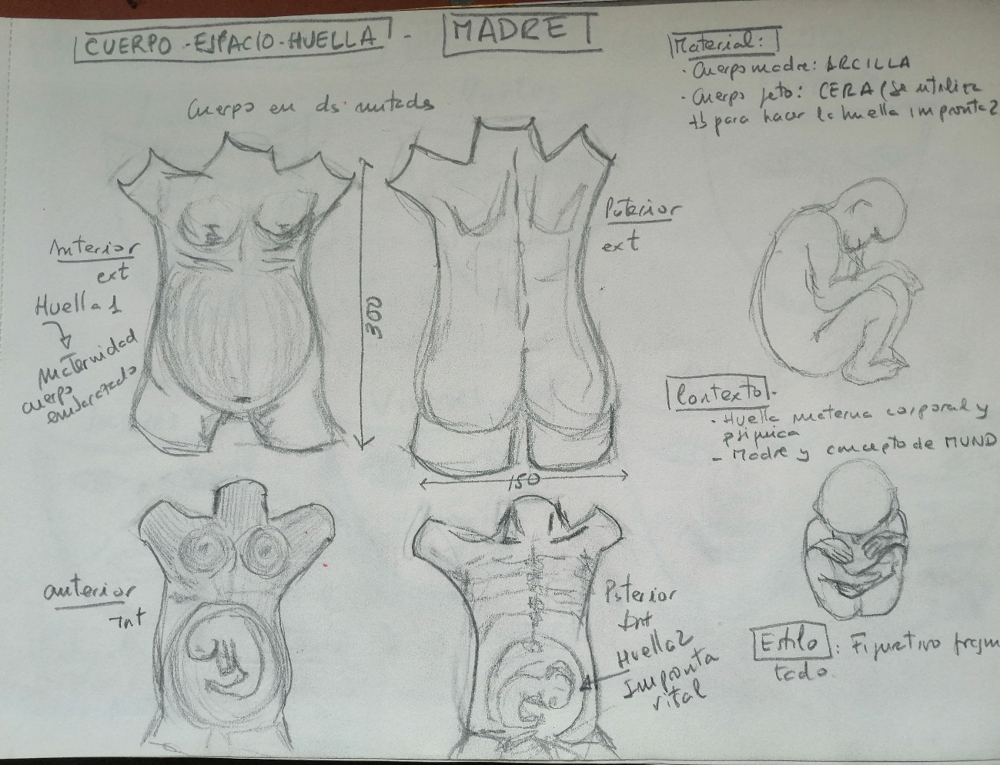 CUERPO-ESPACIO-HUELLA - MADRE
Material:
· Cuerpo madre: ARCILLA
· Cuerpo feto: CERA (Se utiliza
tb para hacer la huella impronta 2
Cuerpo en dos mitades
Anterior
ext
Huella 1
Maternidad
cuerpo
embarazado
300
Posterior
ext
150
Contexto.
· Huella materna corporal y
psiquica
- Madre y concepto de MUND
anterior
Int
Posterior
Int
Huella 2
Impronta
vital
Estilo: Figurativo fragm
tado.